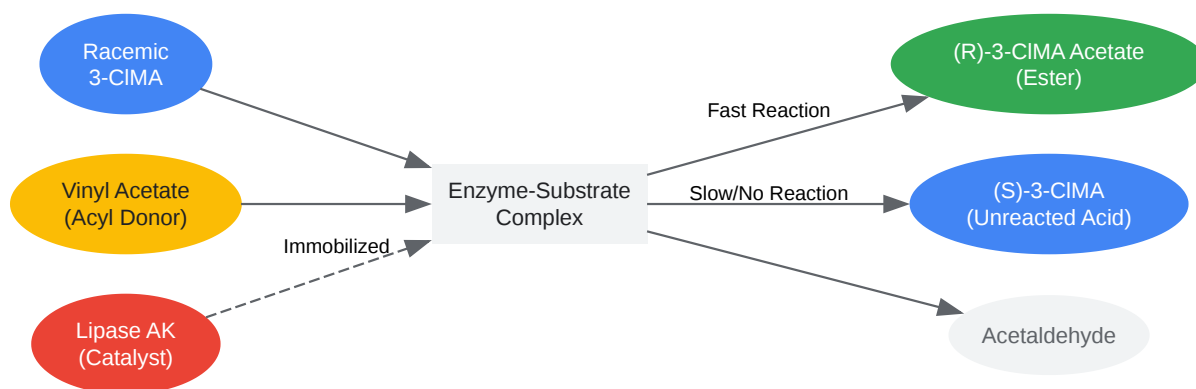 Racemic
3-ClMA
Vinyl Acetate
(Acyl Donor)
Lipase AK
(Catalyst)
Immobilized
Enzyme-Substrate
Complex
Fast Reaction
Slow/No Reaction
(R)-3-ClMA Acetate
(Ester)
(S)-3-ClMA
(Unreacted Acid)
Acetaldehyde